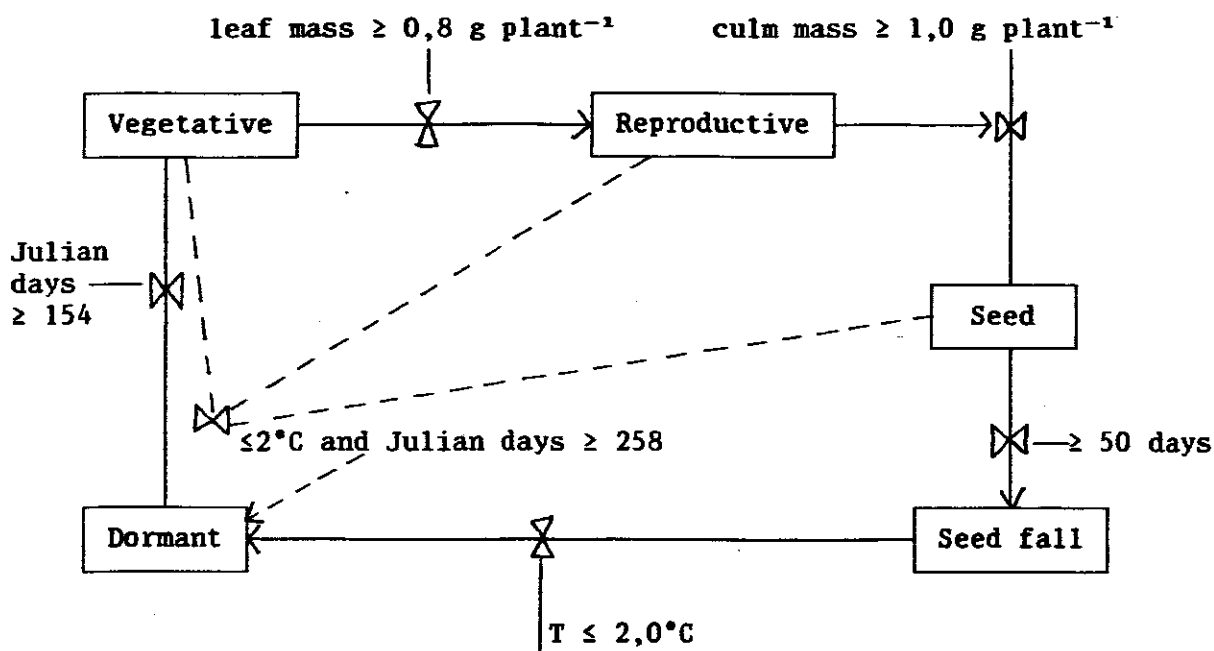 leaf mass ≥ 0,8 g plant⁻¹
culm mass ≥ 1,0 g plant⁻¹
Vegetative
Reproductive
Julian
days
≥ 154
Seed
≤2°C and Julian days ≥ 258
≥ 50 days
Dormant
Seed fall
T ≤ 2,0°C